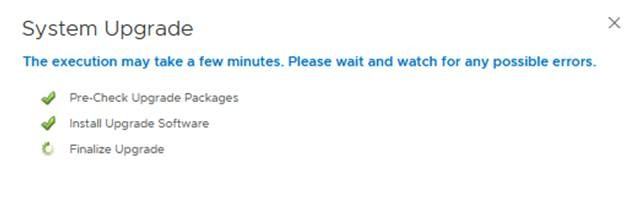 System Upgrade
The execution may take a few minutes. Please wait and watch for any possible errors.
Pre-Check Upgrade Packages
Install Upgrade Software
Finalize Upgrade